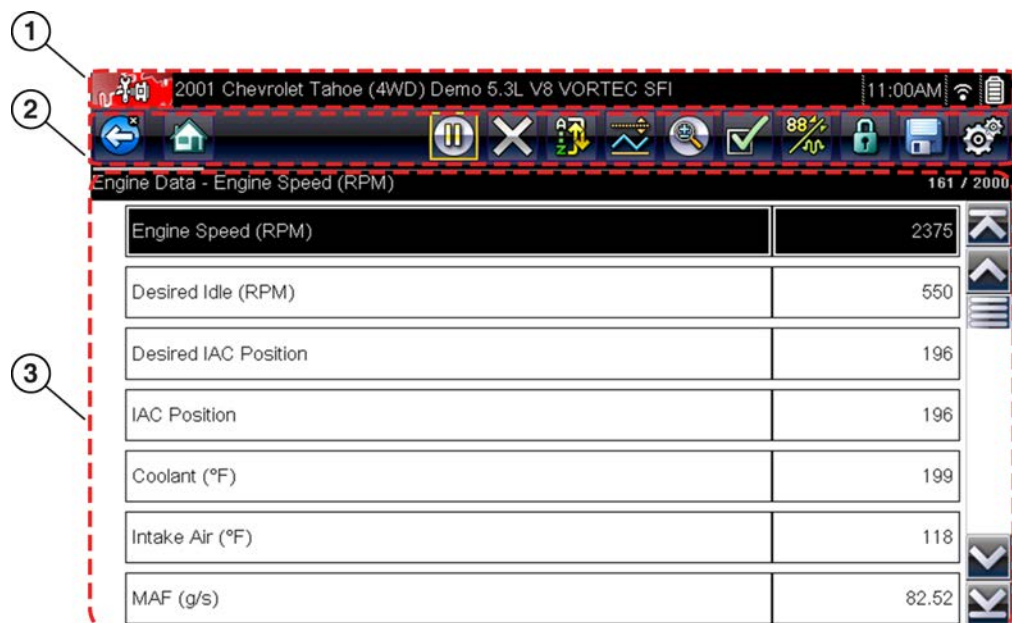 1
2001 Chevrolet Tahoe (4WD) Demo 5.3L V8 VORTEC SFI 11:00AM
2
Engine Data - Engine Speed (RPM) 161 / 2000
Engine Speed (RPM) 2375
Desired Idle (RPM) 550
Desired IAC Position 196
3
IAC Position 196
Coolant (°F) 199
Intake Air (°F) 118
MAF (g/s) 82.52